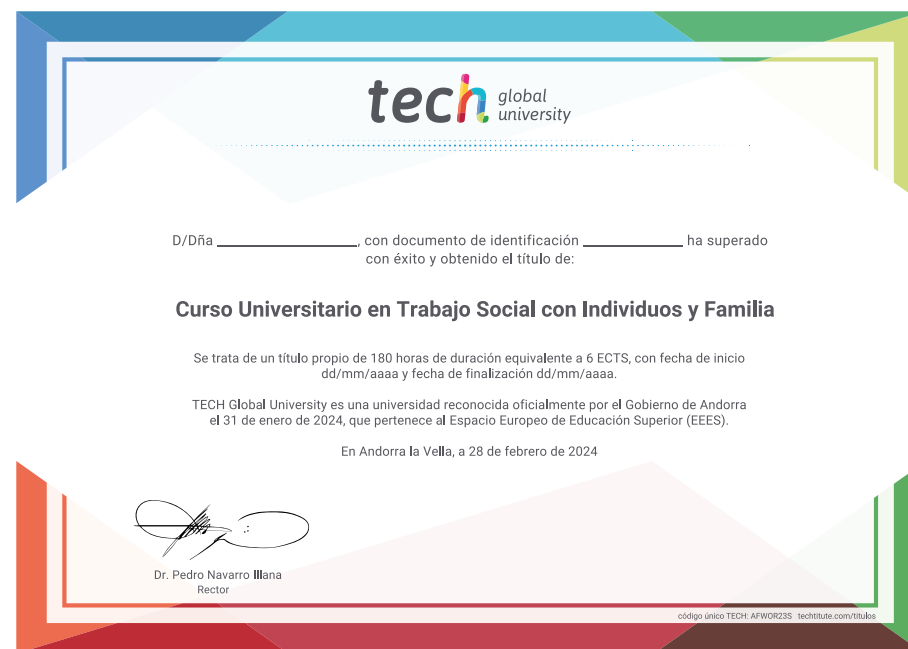 tech global university
D/Dña ____________________, con documento de identificación ______________ ha superado
con éxito y obtenido el título de:
Curso Universitario en Trabajo Social con Individuos y Familia
Se trata de un título propio de 180 horas de duración equivalente a 6 ECTS, con fecha de inicio
dd/mm/aaaa y fecha de finalización dd/mm/aaaa.
TECH Global University es una universidad reconocida oficialmente por el Gobierno de Andorra
el 31 de enero de 2024, que pertenece al Espacio Europeo de Educación Superior (EEES).
En Andorra la Vella, a 28 de febrero de 2024
Dr. Pedro Navarro Illana
Rector
código único TECH: AFWOR23S techtitute.com/titulos